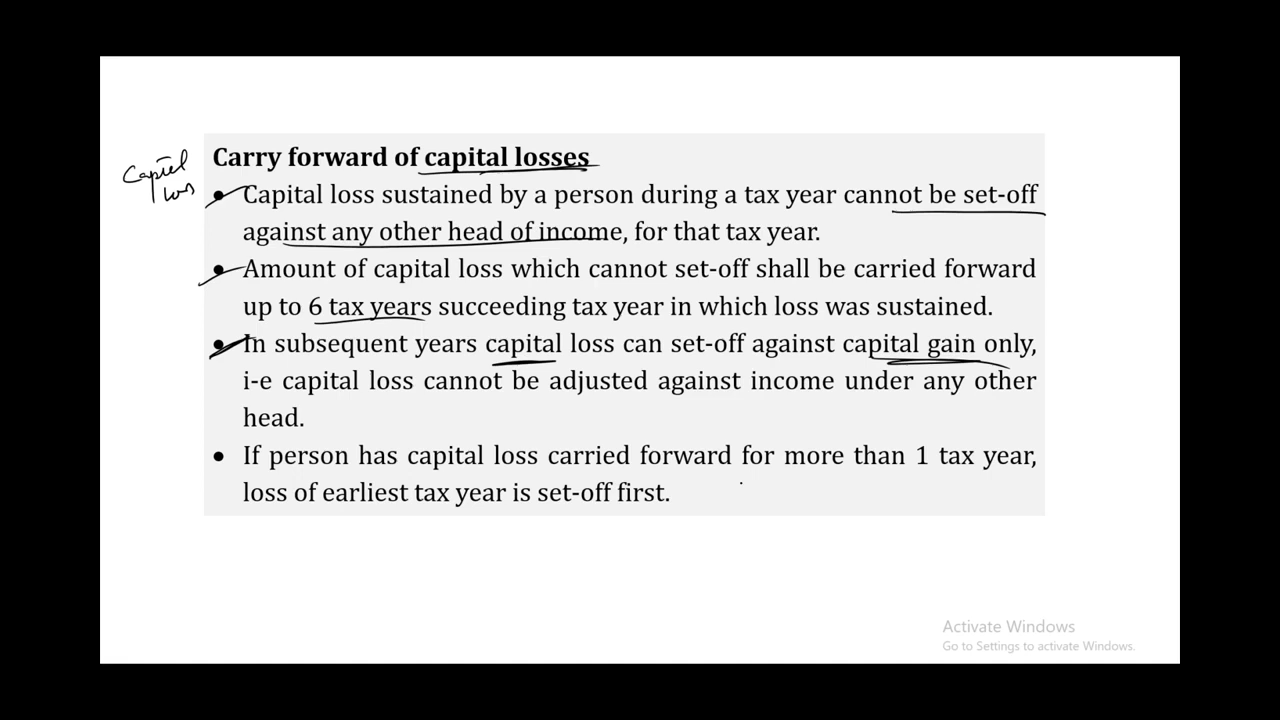 Carry forward of capital losses
Capital
loss
• Capital loss sustained by a person during a tax year cannot be set-off
against any other head of income, for that tax year.
• Amount of capital loss which cannot set-off shall be carried forward
up to 6 tax years succeeding tax year in which loss was sustained.
• In subsequent years capital loss can set-off against capital gain only,
i-e capital loss cannot be adjusted against income under any other
head.
• If person has capital loss carried forward for more than 1 tax year,
loss of earliest tax year is set-off first.
Activate Windows
Go to Settings to activate Windows.